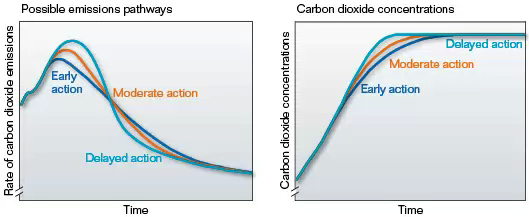 Possible emissions pathways
Rate of carbon dioxide emissions
Early
action
Moderate action
Delayed action
Time
Carbon dioxide concentrations
Carbon dioxide concentrations
Delayed action
Moderate action
Early action
Time